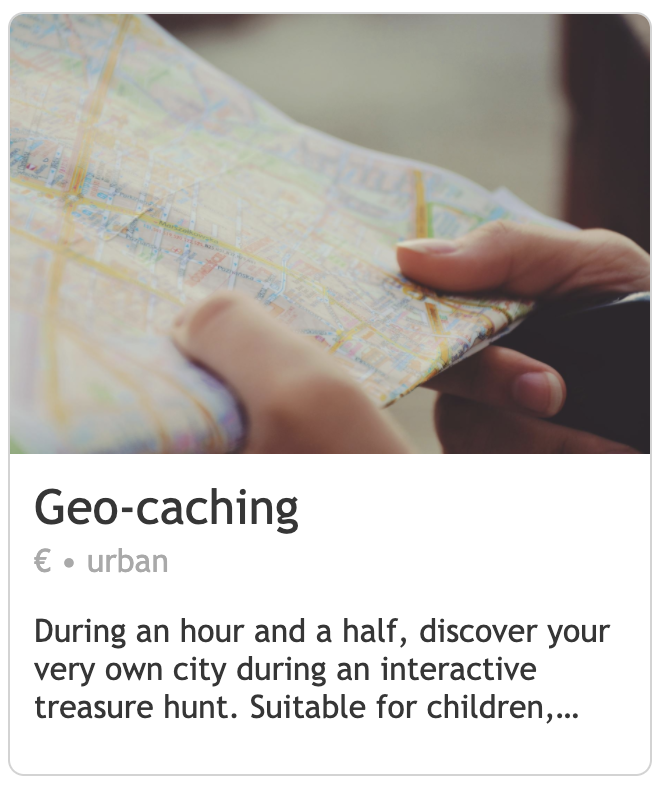 Geo-caching
€ • urban
During an hour and a half, discover your
very own city during an interactive
treasure hunt. Suitable for children,...